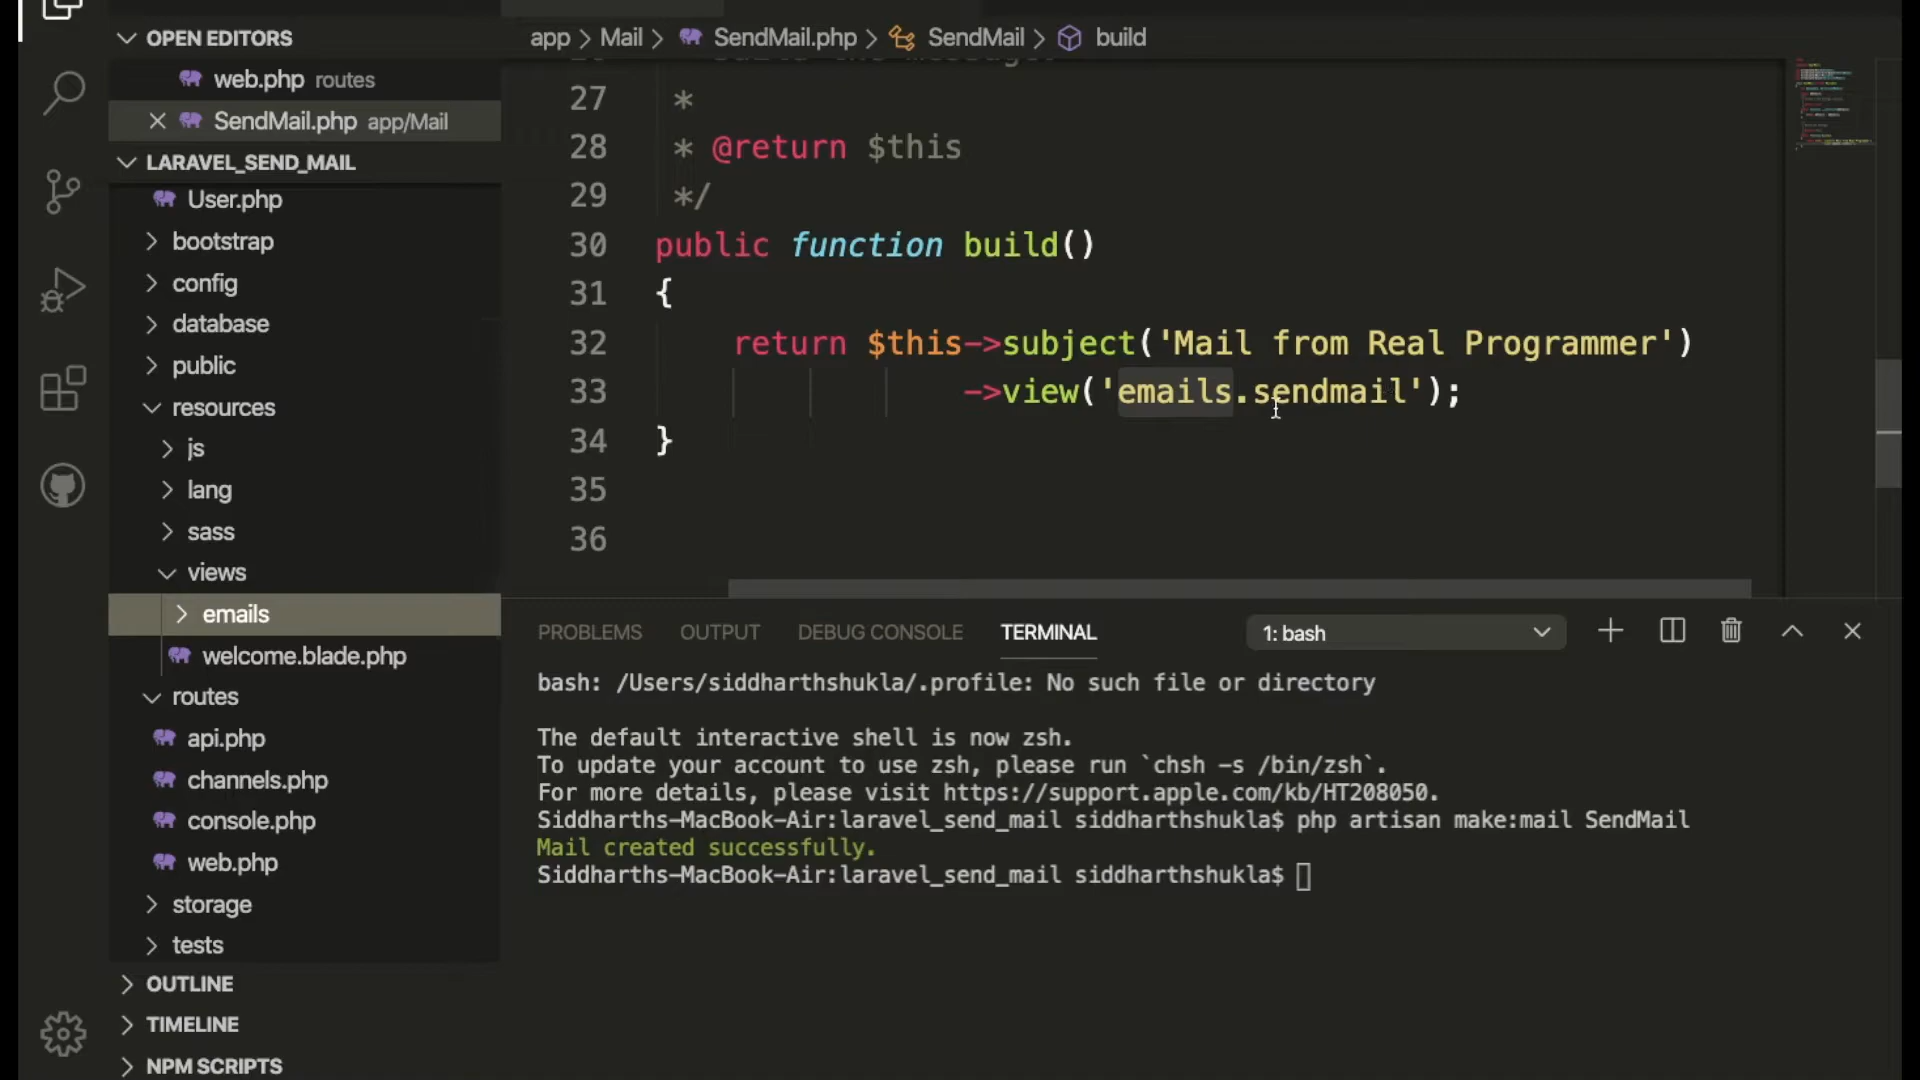 OPEN EDITORS
web.php routes
SendMail.php app/Mail
LARAVEL_SEND_MAIL
User.php
bootstrap
config
database
public
resources
js
lang
sass
views
emails
welcome.blade.php
routes
api.php
channels.php
console.php
web.php
storage
tests
OUTLINE
TIMELINE
NPM SCRIPTS
app > Mail > SendMail.php > SendMail > build
27 *
28 * @return $this
29 */
30 public function build()
31 {
32 return $this->subject('Mail from Real Programmer')
33 ->view('emails.sendmail');
34 }
35
36
PROBLEMS OUTPUT DEBUG CONSOLE TERMINAL 1: bash
bash: /Users/siddharthshukla/.profile: No such file or directory
The default interactive shell is now zsh.
To update your account to use zsh, please run `chsh -s /bin/zsh`.
For more details, please visit https://support.apple.com/kb/HT208050.
Siddharths-MacBook-Air:laravel_send_mail siddharthshukla$ php artisan make:mail SendMail
Mail created successfully.
Siddharths-MacBook-Air:laravel_send_mail siddharthshukla$